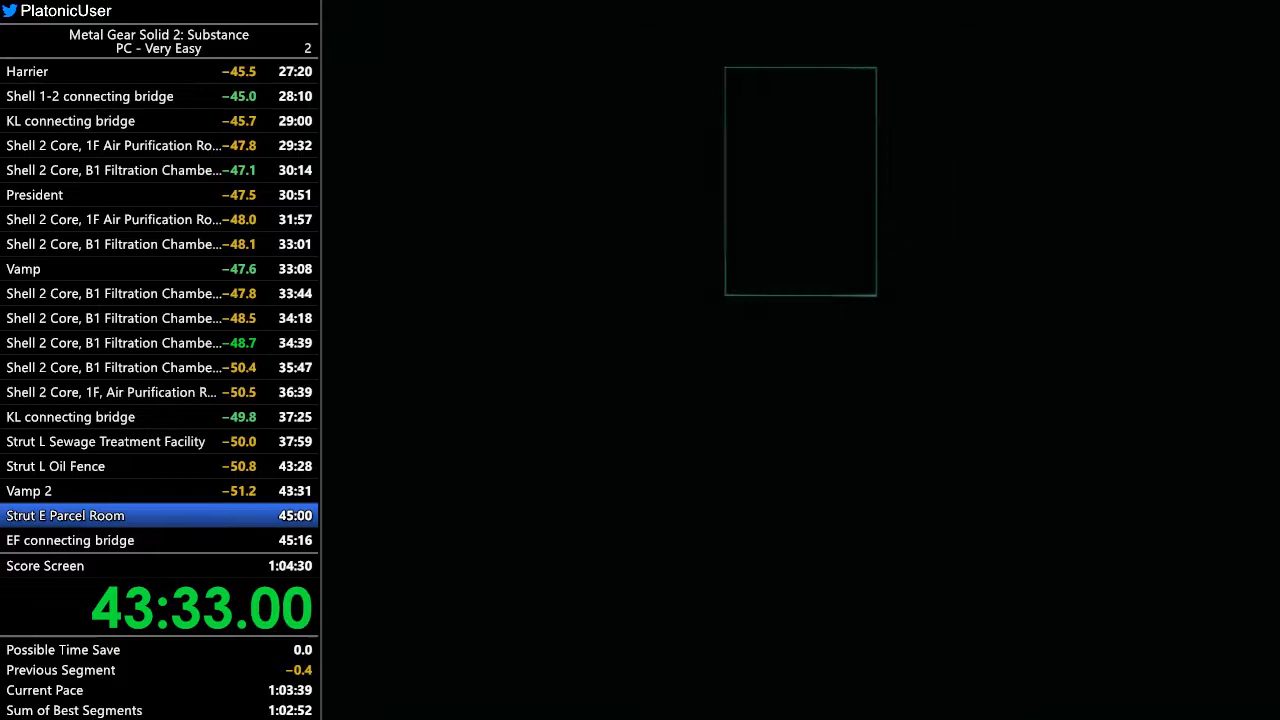 PlatonicUser
Metal Gear Solid 2: Substance
PC - Very Easy 2
Harrier −45.5 27:20
Shell 1-2 connecting bridge −45.0 28:10
KL connecting bridge −45.7 29:00
Shell 2 Core, 1F Air Purification Ro... −47.8 29:32
Shell 2 Core, B1 Filtration Chambe... −47.1 30:14
President −47.5 30:51
Shell 2 Core, 1F Air Purification Ro... −48.0 31:57
Shell 2 Core, B1 Filtration Chambe... −48.1 33:01
Vamp −47.6 33:08
Shell 2 Core, B1 Filtration Chambe... −47.8 33:44
Shell 2 Core, B1 Filtration Chambe... −48.5 34:18
Shell 2 Core, B1 Filtration Chambe... −48.7 34:39
Shell 2 Core, B1 Filtration Chambe... −50.4 35:47
Shell 2 Core, 1F, Air Purification R... −50.5 36:39
KL connecting bridge −49.8 37:25
Strut L Sewage Treatment Facility −50.0 37:59
Strut L Oil Fence −50.8 43:28
Vamp 2 −51.2 43:31
Strut E Parcel Room 45:00
EF connecting bridge 45:16
Score Screen 1:04:30
43:33.00
Possible Time Save 0.0
Previous Segment −0.4
Current Pace 1:03:39
Sum of Best Segments 1:02:52